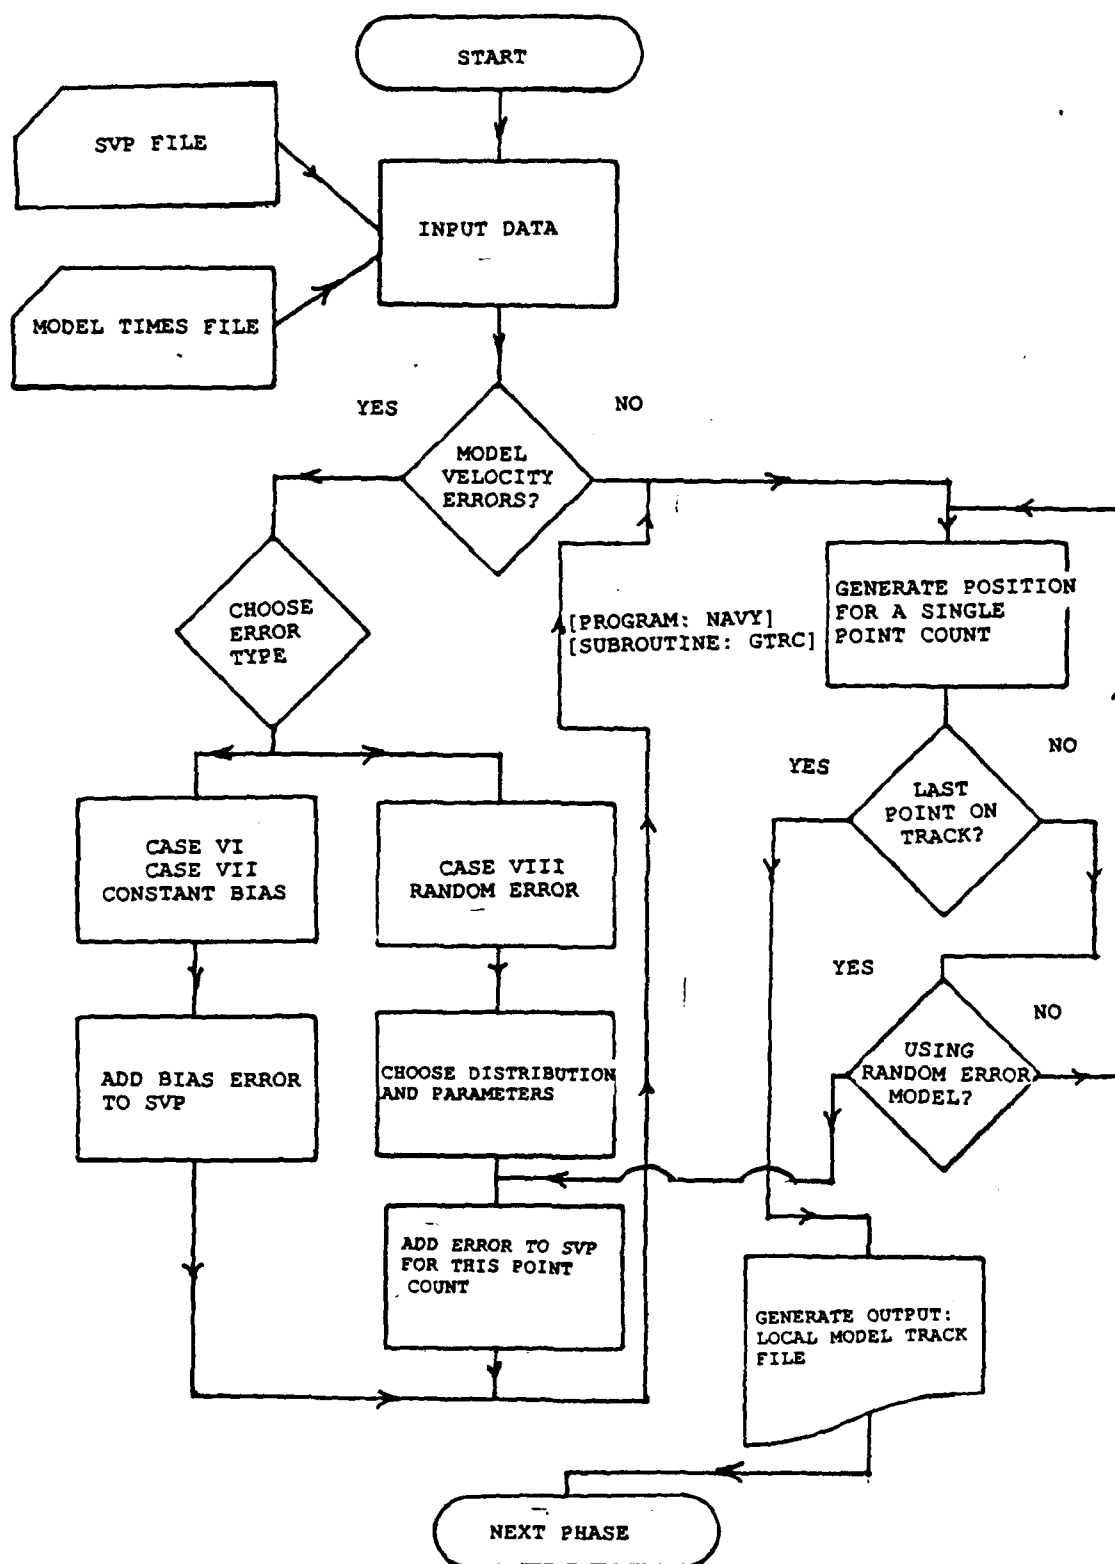 START
SVP FILE
INPUT DATA
MODEL TIMES FILE
YES
NO
MODEL
VELOCITY
ERRORS?
CHOOSE
ERROR
TYPE
[PROGRAM: NAVY]
[SUBROUTINE: GTRC]
GENERATE POSITION
FOR A SINGLE
POINT COUNT
YES
NO
LAST
POINT ON
TRACK?
CASE VI
CASE VII
CONSTANT BIAS
CASE VIII
RANDOM ERROR
YES
NO
USING
RANDOM ERROR
MODEL?
ADD BIAS ERROR
TO SVP
CHOOSE DISTRIBUTION
AND PARAMETERS
ADD ERROR TO SVP
FOR THIS POINT
COUNT
GENERATE OUTPUT:
LOCAL MODEL TRACK
FILE
NEXT PHASE